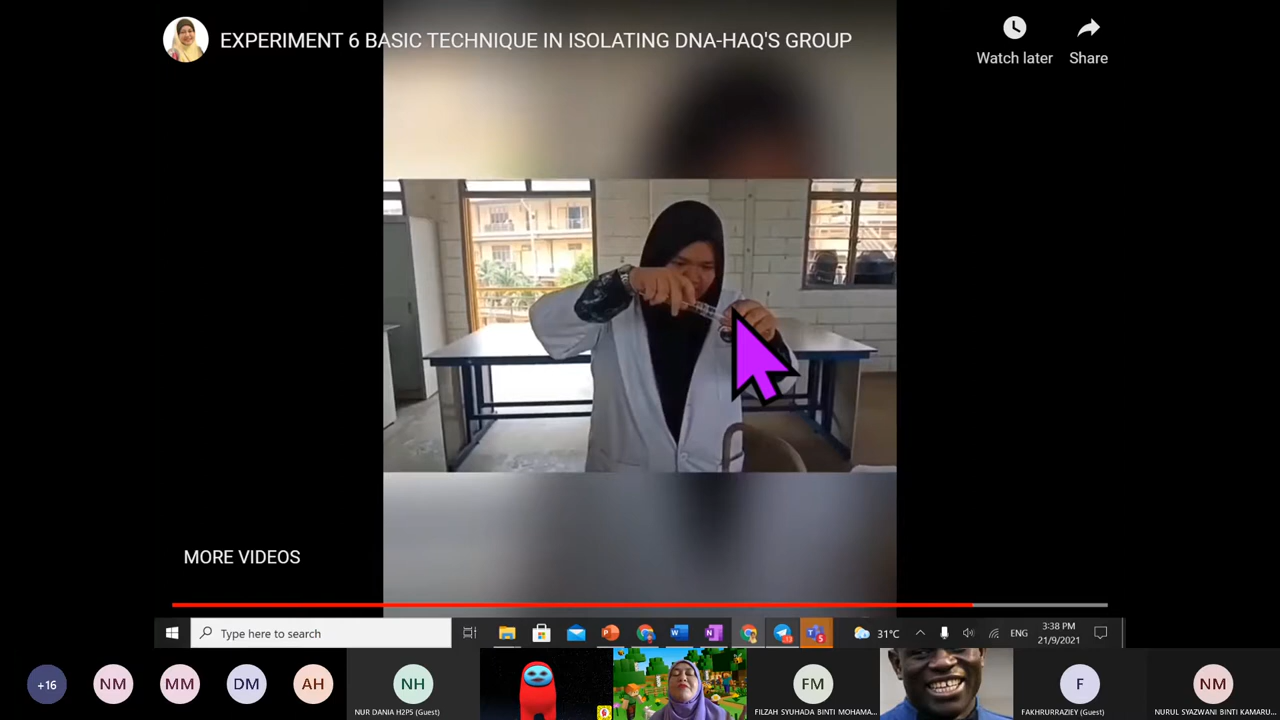 EXPERIMENT 6 BASIC TECHNIQUE IN ISOLATING DNA-HAQ'S GROUP
Watch later
Share
MORE VIDEOS
Type here to search
31°C
ENG
3:38 PM
21/9/2021
+16
NM
MM
DM
AH
NH
NUR DANIA H2P5 (Guest)
FM
FILZAH SYUHADA BINTI MOHAMA...
F
FAKHRURRAZIEY (Guest)
NM
NURUL SYAZWANI BINTI KAMARU...